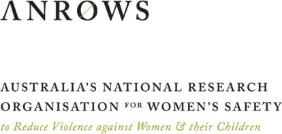 ANROWS
AUSTRALIA'S NATIONAL RESEARCH
ORGANISATION FOR WOMEN'S SAFETY
to Reduce Violence against Women & their Children